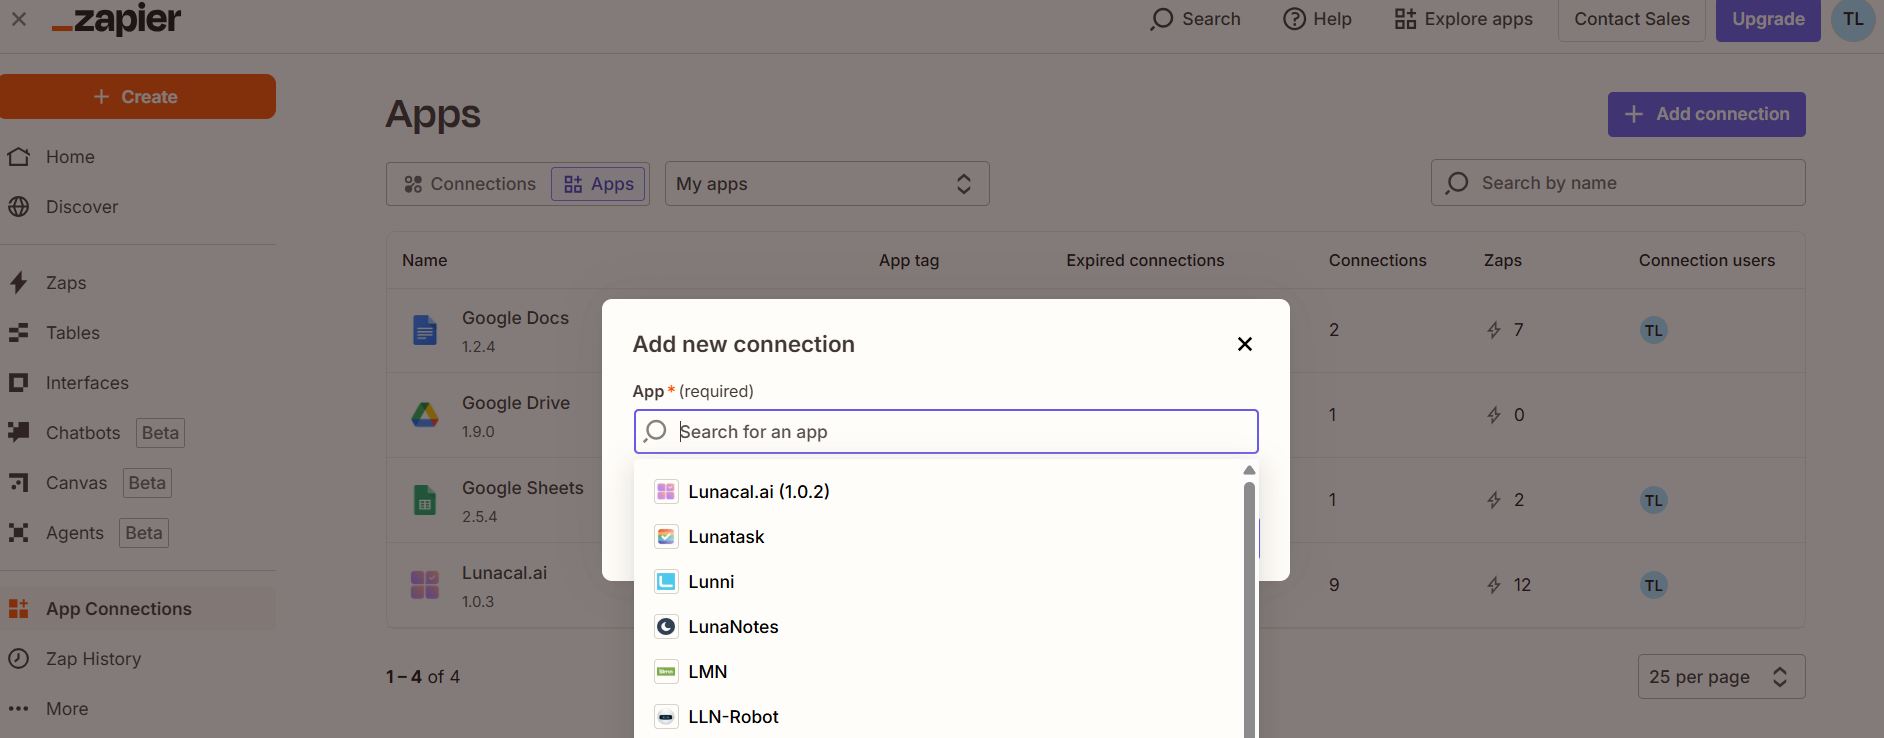 zapier
Search
Help
Explore apps
Contact Sales
Upgrade
TL
Create
Home
Discover
Zaps
Tables
Interfaces
Chatbots Beta
Canvas Beta
Agents Beta
App Connections
Zap History
More
Apps
Add connection
Connections
Apps
My apps
Search by name
Name App tag Expired connections Connections Zaps Connection users
Google Docs
1.2.4
2 7 TL
Google Drive
1.9.0
1 0
Google Sheets
2.5.4
1 2 TL
Lunacal.ai
1.0.3
9 12 TL
1 – 4 of 4
25 per page
Add new connection
App * (required)
Search for an app
Lunacal.ai (1.0.2)
Lunatask
Lunni
LunaNotes
LMN
LLN-Robot